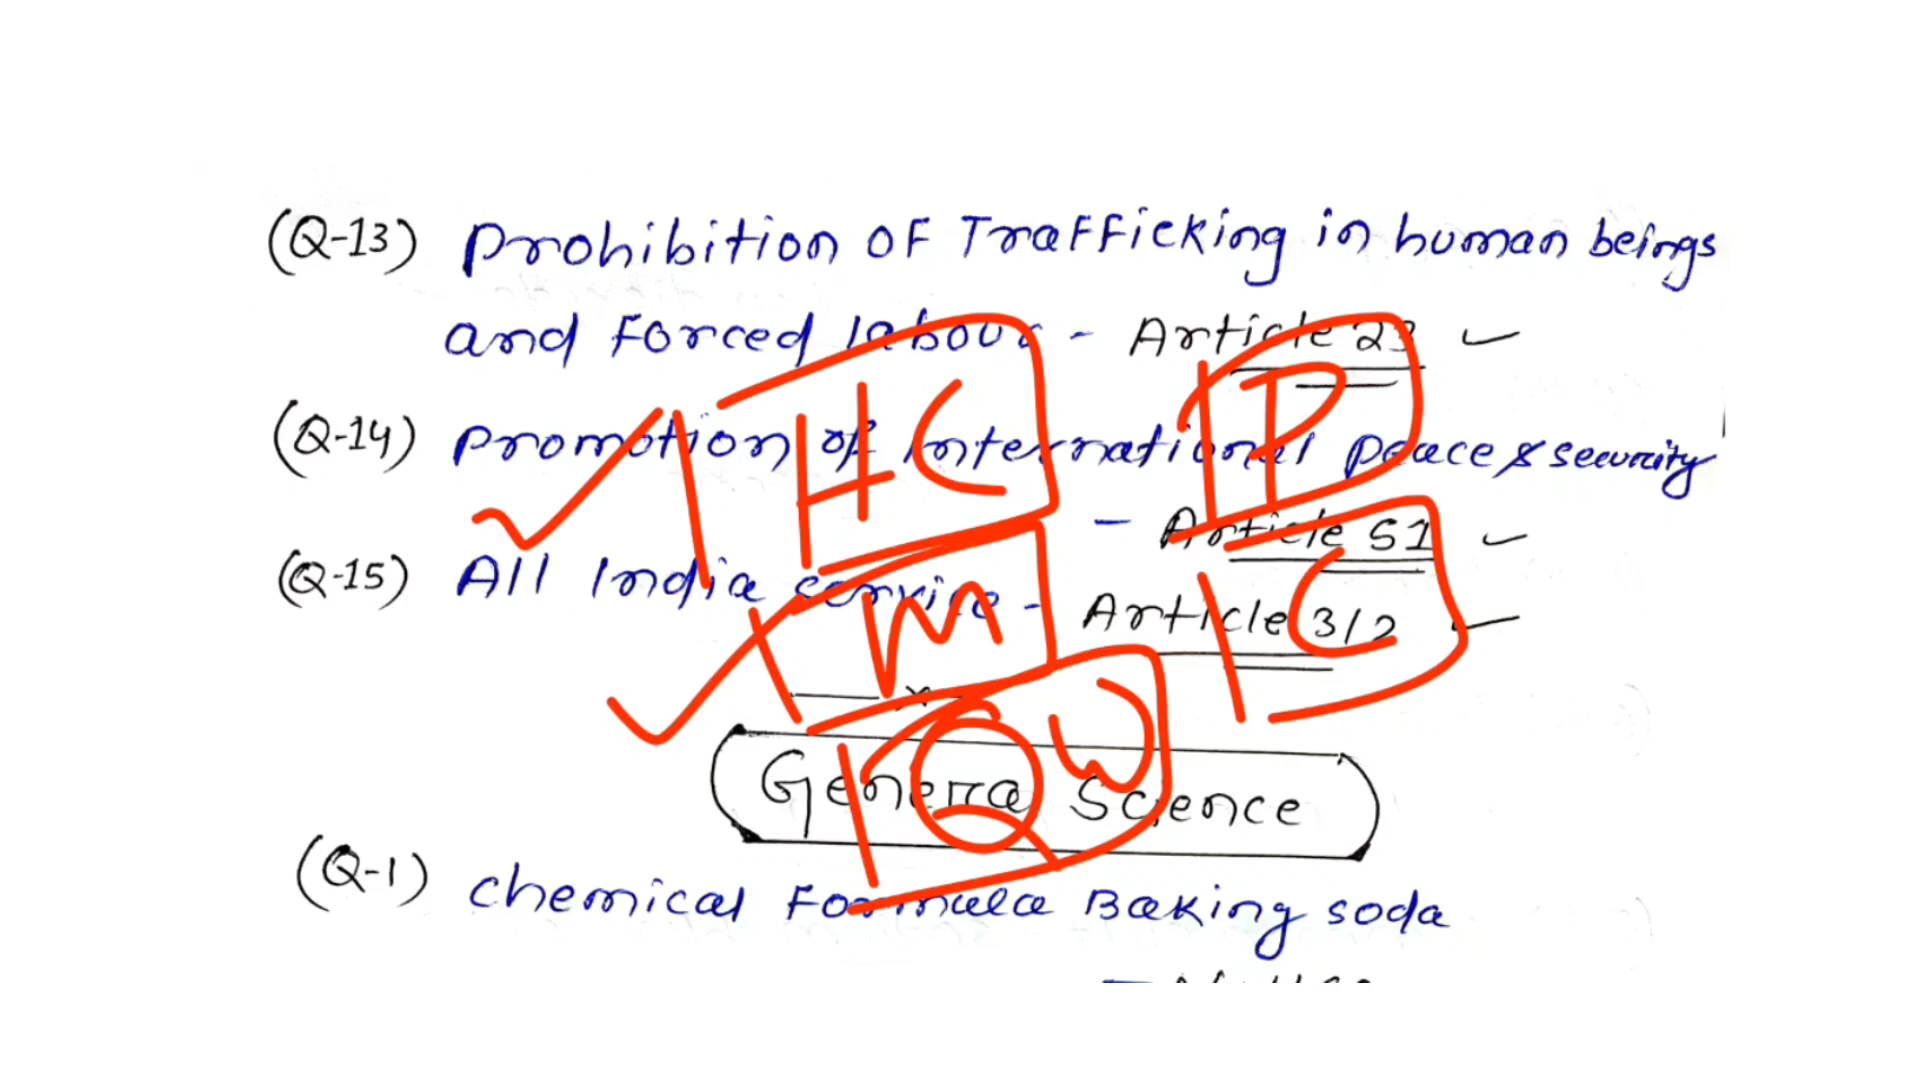 (Q-13) Prohibition of Trafficking in human beings
and forced labour - Article 23
(Q-14) Promotion of International peace & security
- Article 51
(Q-15) All India service - Article 312
HC
P
M
C
Q W
General Science
(Q-1) Chemical Formula Baking soda